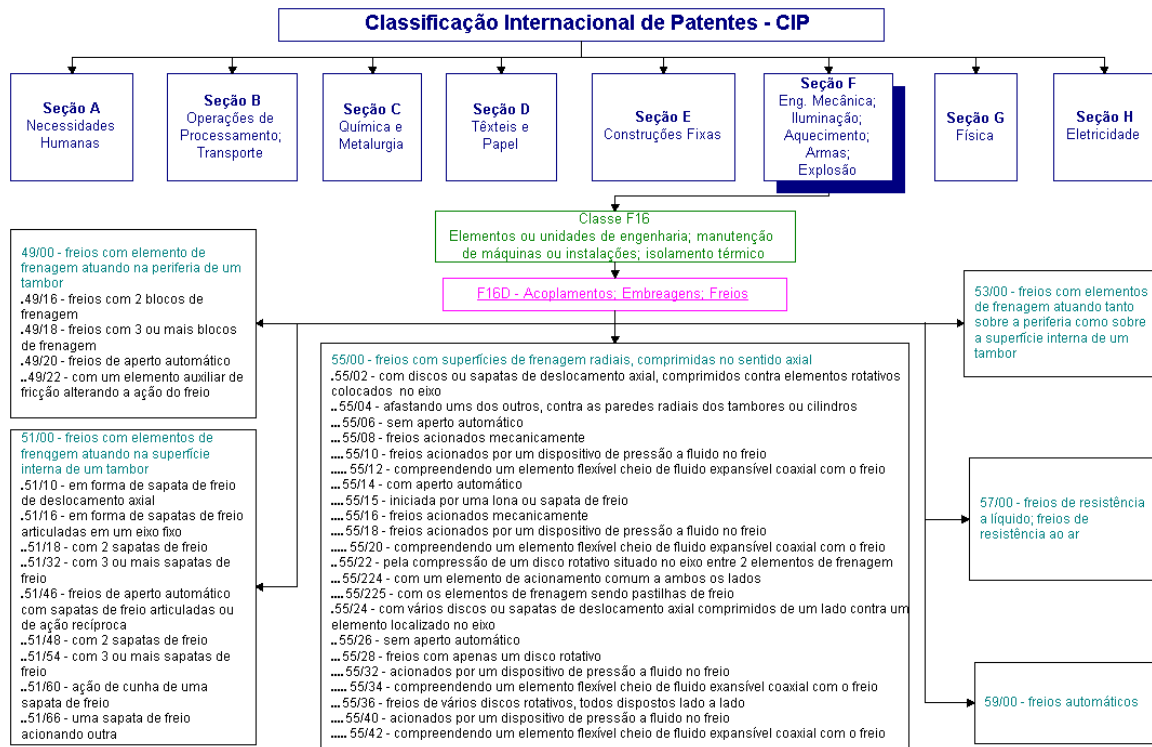 Classificação Internacional de Patentes - CIP
Seção A
Necessidades
Humanas
Seção B
Operações de
Processamento;
Transporte
Seção C
Química e
Metalurgia
Seção D
Têxteis e
Papel
Seção E
Construções Fixas
Seção F
Eng. Mecânica;
Iluminação;
Aquecimento;
Armas;
Explosão
Seção G
Física
Seção H
Eletricidade
Classe F16
Elementos ou unidades de engenharia; manutenção
de máquinas ou instalações; isolamento térmico
F16D - Acoplamentos; Embreagens; Freios
49/00 - freios com elemento de
frenagem atuando na periferia de um
tambor
.49/16 - freios com 2 blocos de
frenagem
.49/18 - freios com 3 ou mais blocos
de frenagem
.49/20 - freios de aperto automático
..49/22 - com um elemento auxiliar de
fricção alterando a ação do freio
51/00 - freios com elementos de
frenqgem atuando na superfície
interna de um tambor
.51/10 - em forma de sapata de freio
de deslocamento axial
.51/16 - em forma de sapatas de freio
articuladas em um eixo fixo
..51/18 - com 2 sapatas de freio
..51/32 - com 3 ou mais sapatas de
freio
.51/46 - freios de aperto automático
com sapatas de freio articuladas ou
de ação recíproca
..51/48 - com 2 sapatas de freio
..51/54 - com 3 ou mais sapatas de
freio
..51/60 - ação de cunha de uma
sapata de freio
..51/66 - uma sapata de freio
acionando outra
55/00 - freios com superfícies de frenagem radiais, comprimidas no sentido axial
.55/02 - com discos ou sapatas de deslocamento axial, comprimidos contra elementos rotativos
colocados no eixo
..55/04 - afastando ums dos outros, contra as paredes radiais dos tambores ou cilindros
... 55/06 - sem aperto automático
.... 55/08 - freios acionados mecanicamente
.... 55/10 - freios acionados por um dispositivo de pressão a fluido no freio
..... 55/12 - compreendendo um elemento flexível cheio de fluido expansível coaxial com o freio
... 55/14 - com aperto automático
.... 55/15 - iniciada por uma lona ou sapata de freio
.... 55/16 - freios acionados mecanicamente
.... 55/18 - freios acionados por um dispositivo de pressão a fluido no freio
..... 55/20 - compreendendo um elemento flexível cheio de fluido expansível coaxial com o freio
.. 55/22 - pela compressão de um disco rotativo situado no eixo entre 2 elementos de frenagem
... 55/224 - com um elemento de acionamento comum a ambos os lados
.... 55/225 - com os elementos de frenagem sendo pastilhas de freio
..55/24 - com vários discos ou sapatas de deslocamento axial comprimidos de um lado contra um
elemento localizado no eixo
... 55/26 - sem aperto automático
.... 55/28 - freios com apenas um disco rotativo
.... 55/32 - acionados por um dispositivo de pressão a fluido no freio
..... 55/34 - compreendendo um elemento flexível cheio de fluido exansível coaxial com o freio
.... 55/36 - freios de vários discos rotativos, todos dispostos lado a lado
.... 55/40 - acionados por um dispositivo de pressão a fluido no freio
..... 55/42 - compreendendo um elemento flexível cheio de fluido expansível coaxial com o freio
53/00 - freios com elementos
de frenagem atuando tanto
sobre a periferia como sobre
a superfície interna de um
tambor
57/00 - freios de resistência
a líquido; freios de
resistência ao ar
59/00 - freios automáticos